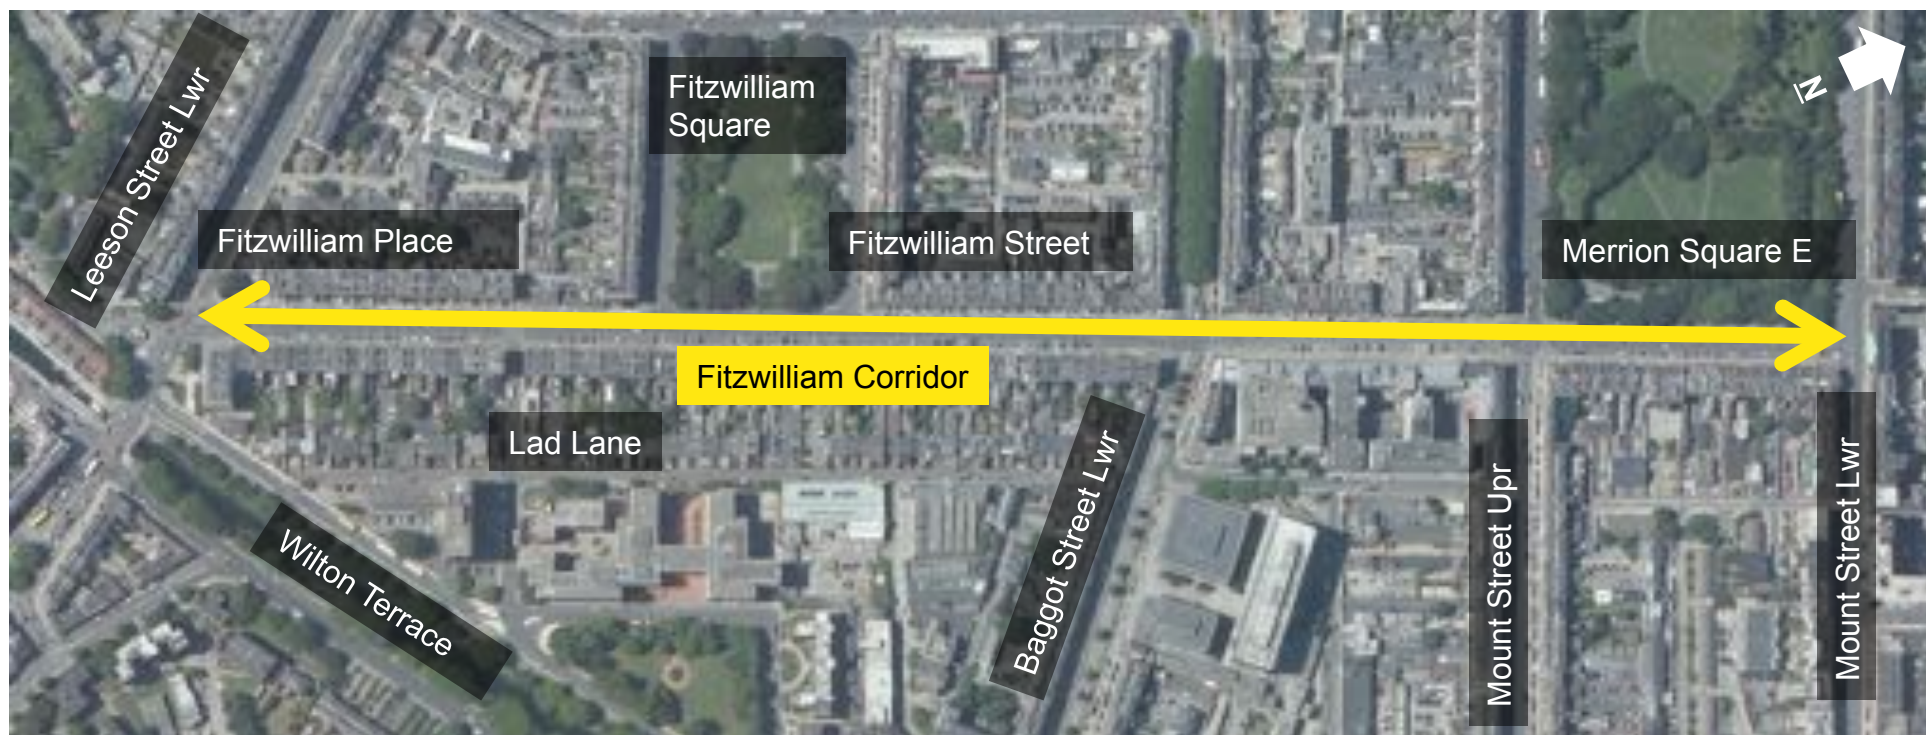 Leeson Street Lwr
Fitzwilliam
Square
N
Fitzwilliam Place
Fitzwilliam Street
Merrion Square E
Fitzwilliam Corridor
Lad Lane
Wilton Terrace
Baggot Street Lwr
Mount Street Upr
Mount Street Lwr